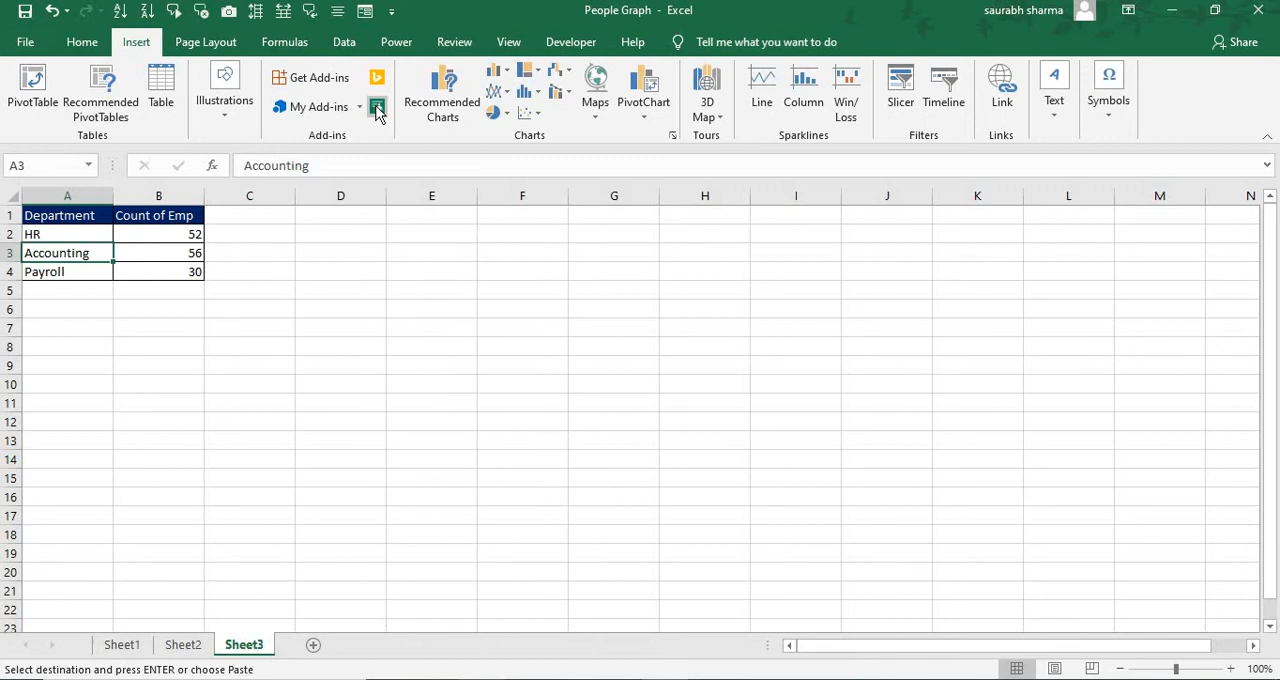 People Graph - Excel
saurabh sharma
File Home Insert Page Layout Formulas Data Power Review View Developer Help Tell me what you want to do Share
PivotTable
Recommended
PivotTables
Table
Tables
Illustrations
Get Add-ins
My Add-ins
Add-ins
Recommended
Charts
Maps
PivotChart
Charts
3D
Map
Tours
Line
Column
Win/
Loss
Sparklines
Slicer
Timeline
Filters
Link
Links
Text
Symbols
A3 fx Accounting
A B C D E F G H I J K L M N
1 Department Count of Emp
2 HR 52
3 Accounting 56
4 Payroll 30
5
6
7
8
9
10
11
12
13
14
15
16
17
18
19
20
21
22
23
Sheet1 Sheet2 Sheet3
Select destination and press ENTER or choose Paste 100%